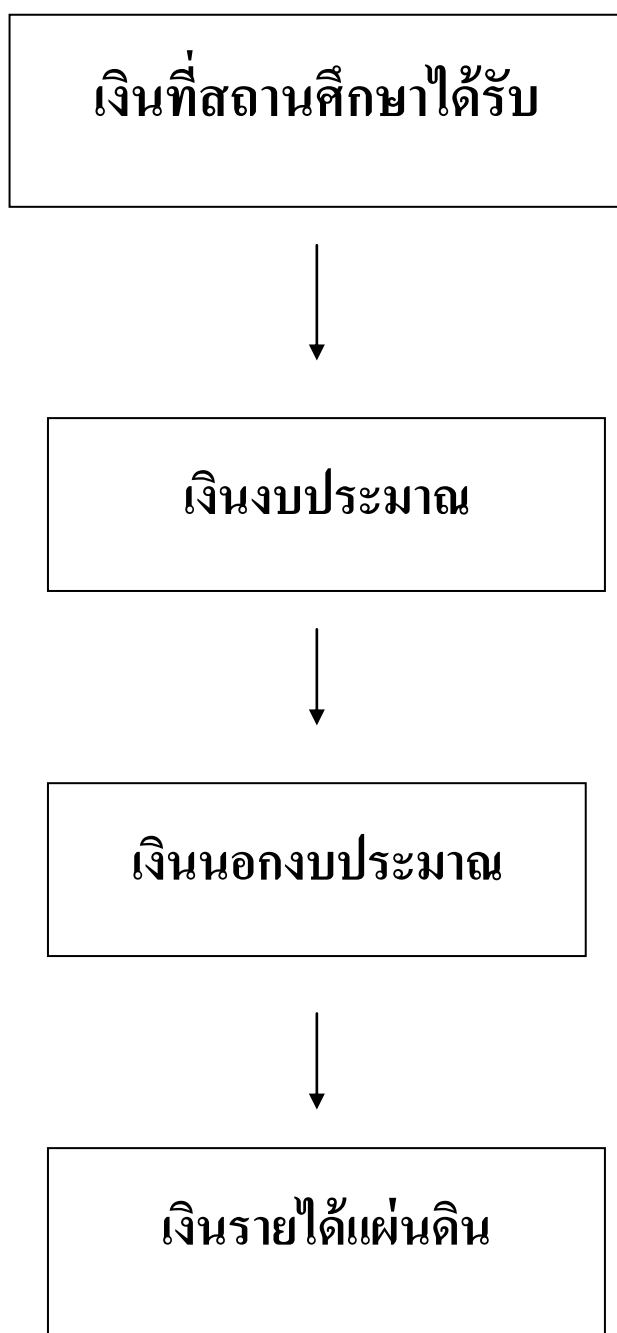 เงินที่สถานศึกษาได้รับ
เงินงบประมาณ
เงินนอกงบประมาณ
เงินรายได้แผ่นดิน